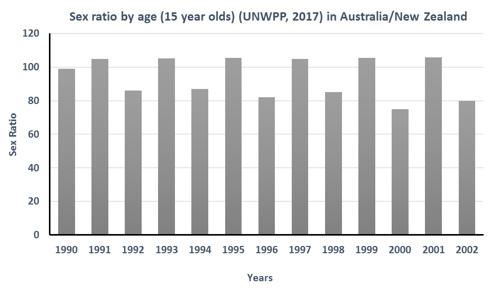 Sex ratio by age (15 year olds) (UNWPP, 2017) in Australia/New Zealand
120
100
80
60
40
20
0
Sex Ratio
1990 1991 1992 1993 1994 1995 1996 1997 1998 1999 2000 2001 2002
Years